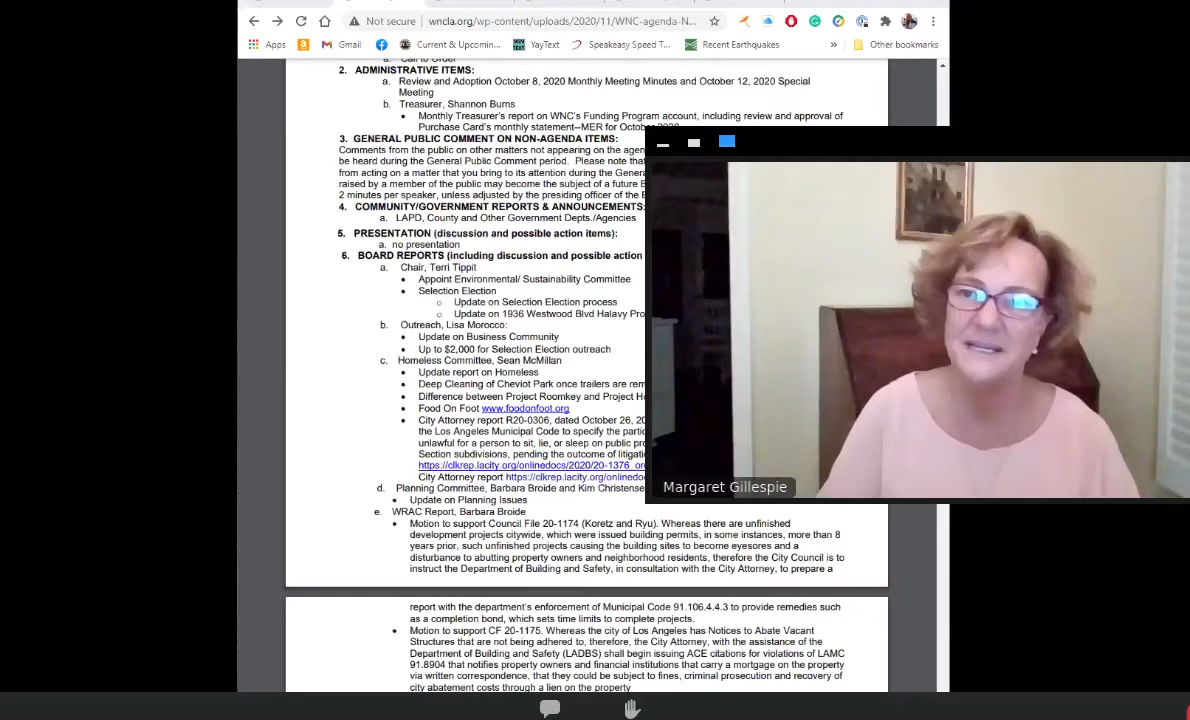 Not secure | wncla.org/wp-content/uploads/2020/11/WNC-agenda-N...
Apps Gmail Current & Upcomin... YayText Speakeasy Speed T... Recent Earthquakes » Other bookmarks
a. Call to Order
2. ADMINISTRATIVE ITEMS:
a. Review and Adoption October 8, 2020 Monthly Meeting Minutes and October 12, 2020 Special
Meeting
b. Treasurer, Shannon Burns
• Monthly Treasurer's report on WNC's Funding Program account, including review and approval of
Purchase Card's monthly statement--MER for October 2020
3. GENERAL PUBLIC COMMENT ON NON-AGENDA ITEMS:
Comments from the public on other matters not appearing on the agen
be heard during the General Public Comment period. Please note that
from acting on a matter that you bring to its attention during the Genera
raised by a member of the public may become the subject of a future B
2 minutes per speaker, unless adjusted by the presiding officer of the B
4. COMMUNITY/GOVERNMENT REPORTS & ANNOUNCEMENTS:
a. LAPD, County and Other Government Depts./Agencies
5. PRESENTATION (discussion and possible action items):
a. no presentation
6. BOARD REPORTS (including discussion and possible action
a. Chair, Terri Tippit
• Appoint Environmental/ Sustainability Committee
• Selection Election
○ Update on Selection Election process
○ Update on 1936 Westwood Blvd Halavy Pro
b. Outreach, Lisa Morocco:
• Update on Business Community
• Up to $2,000 for Selection Election outreach
c. Homeless Committee, Sean McMillan
• Update report on Homeless
• Deep Cleaning of Cheviot Park once trailers are rem
• Difference between Project Roomkey and Project H
• Food On Foot www.foodonfoot.org
• City Attorney report R20-0306, dated October 26, 20
the Los Angeles Municipal Code to specify the partic
unlawful for a person to sit, lie, or sleep on public pro
Section subdivisions, pending the outcome of litigati
https://clkrep.lacity.org/onlinedocs/2020/20-1376_or
City Attorney report https://clkrep.lacity.org/onlinedoc
d. Planning Committee, Barbara Broide and Kim Christense
• Update on Planning Issues
e. WRAC Report, Barbara Broide
• Motion to support Council File 20-1174 (Koretz and Ryu). Whereas there are unfinished
development projects citywide, which were issued building permits, in some instances, more than 8
years prior, such unfinished projects causing the building sites to become eyesores and a
disturbance to abutting property owners and neighborhood residents, therefore the City Council is to
instruct the Department of Building and Safety, in consultation with the City Attorney, to prepare a
report with the department's enforcement of Municipal Code 91.106.4.4.3 to provide remedies such
as a completion bond, which sets time limits to complete projects.
• Motion to support CF 20-1175. Whereas the city of Los Angeles has Notices to Abate Vacant
Structures that are not being adhered to, therefore, the City Attorney, with the assistance of the
Department of Building and Safety (LADBS) shall begin issuing ACE citations for violations of LAMC
91.8904 that notifies property owners and financial institutions that carry a mortgage on the property
via written correspondence, that they could be subject to fines, criminal prosecution and recovery of
city abatement costs through a lien on the property
Margaret Gillespie